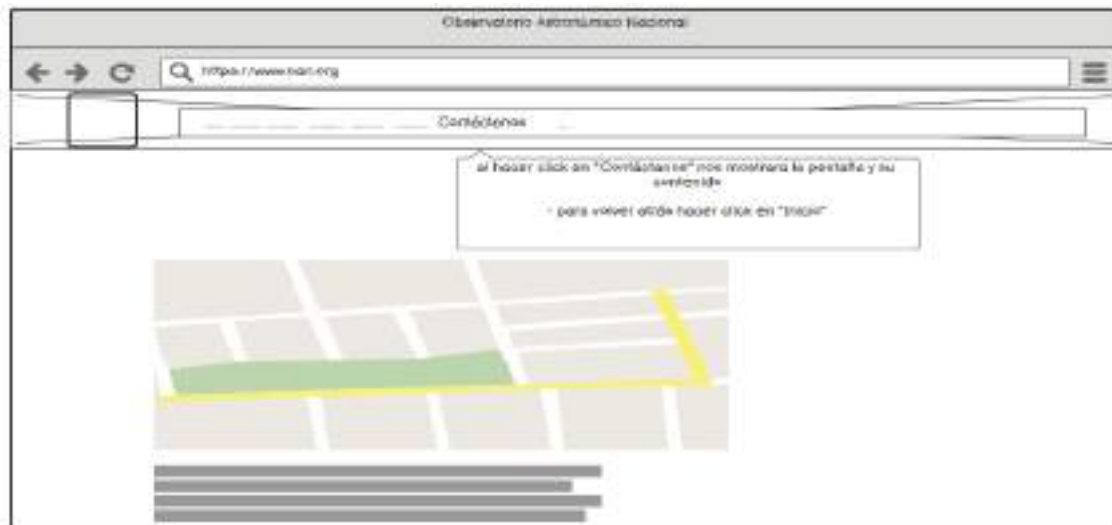 Observatorio Astronómico Nacional
Contáctenos
al hacer click en "Contáctenos" nos mostrara la pestaña y su
contenido
- para volver atrás hacer click en "Inicio"